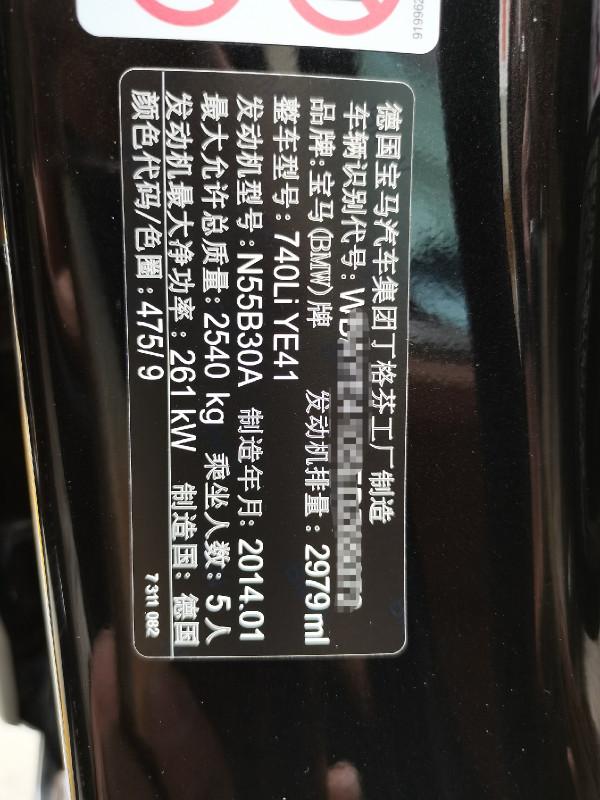 德国宝马汽车集团丁格芬工厂制造
车辆识别代号:
品牌:宝马(BMW)牌 发动机排量: 2979 ml
整车型号: 740Li YE41
发动机型号:N55B30A 制造年月: 2014.01
最大允许总质量: 2540 kg 乘坐人数: 5人
发动机最大净功率: 261 kW 制造国: 德国
颜色代码/色圈: 475/ 9
7 311 082